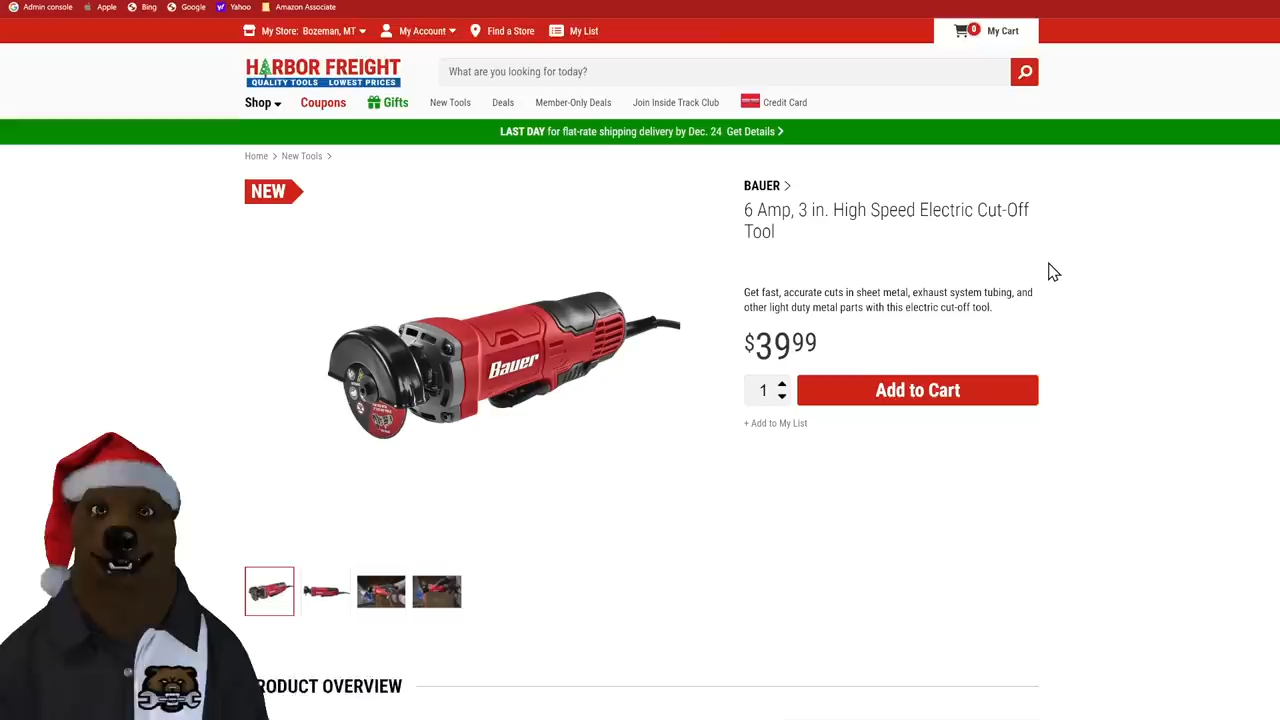 Admin console Apple Bing Google Yahoo Amazon Associate
My Store: Bozeman, MT My Account Find a Store My List 0 My Cart
HARBOR FREIGHT
QUALITY TOOLS LOWEST PRICES
What are you looking for today?
Shop Coupons Gifts New Tools Deals Member-Only Deals Join Inside Track Club Credit Card
LAST DAY for flat-rate shipping delivery by Dec. 24 Get Details
Home New Tools
NEW
BAUER
6 Amp, 3 in. High Speed Electric Cut-Off
Tool
Get fast, accurate cuts in sheet metal, exhaust system tubing, and
other light duty metal parts with this electric cut-off tool.
$3999
1 Add to Cart
+ Add to My List
Bauer
RODUCT OVERVIEW